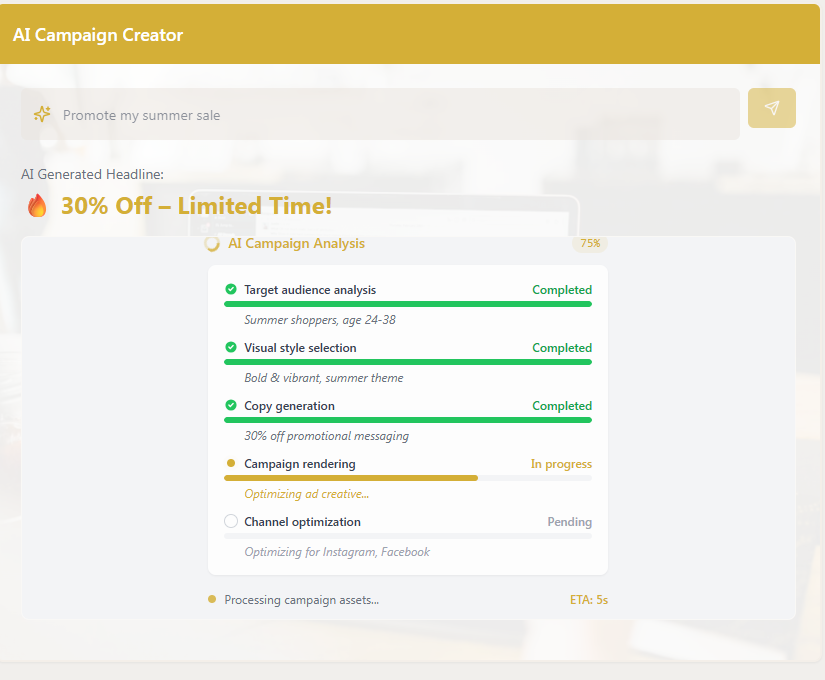 AI Campaign Creator
Promote my summer sale
AI Generated Headline:
🔥 30% Off – Limited Time!
AI Campaign Analysis 75%
Target audience analysis Completed
Summer shoppers, age 24-38
Visual style selection Completed
Bold & vibrant, summer theme
Copy generation Completed
30% off promotional messaging
Campaign rendering In progress
Optimizing ad creative...
Channel optimization Pending
Optimizing for Instagram, Facebook
Processing campaign assets... ETA: 5s